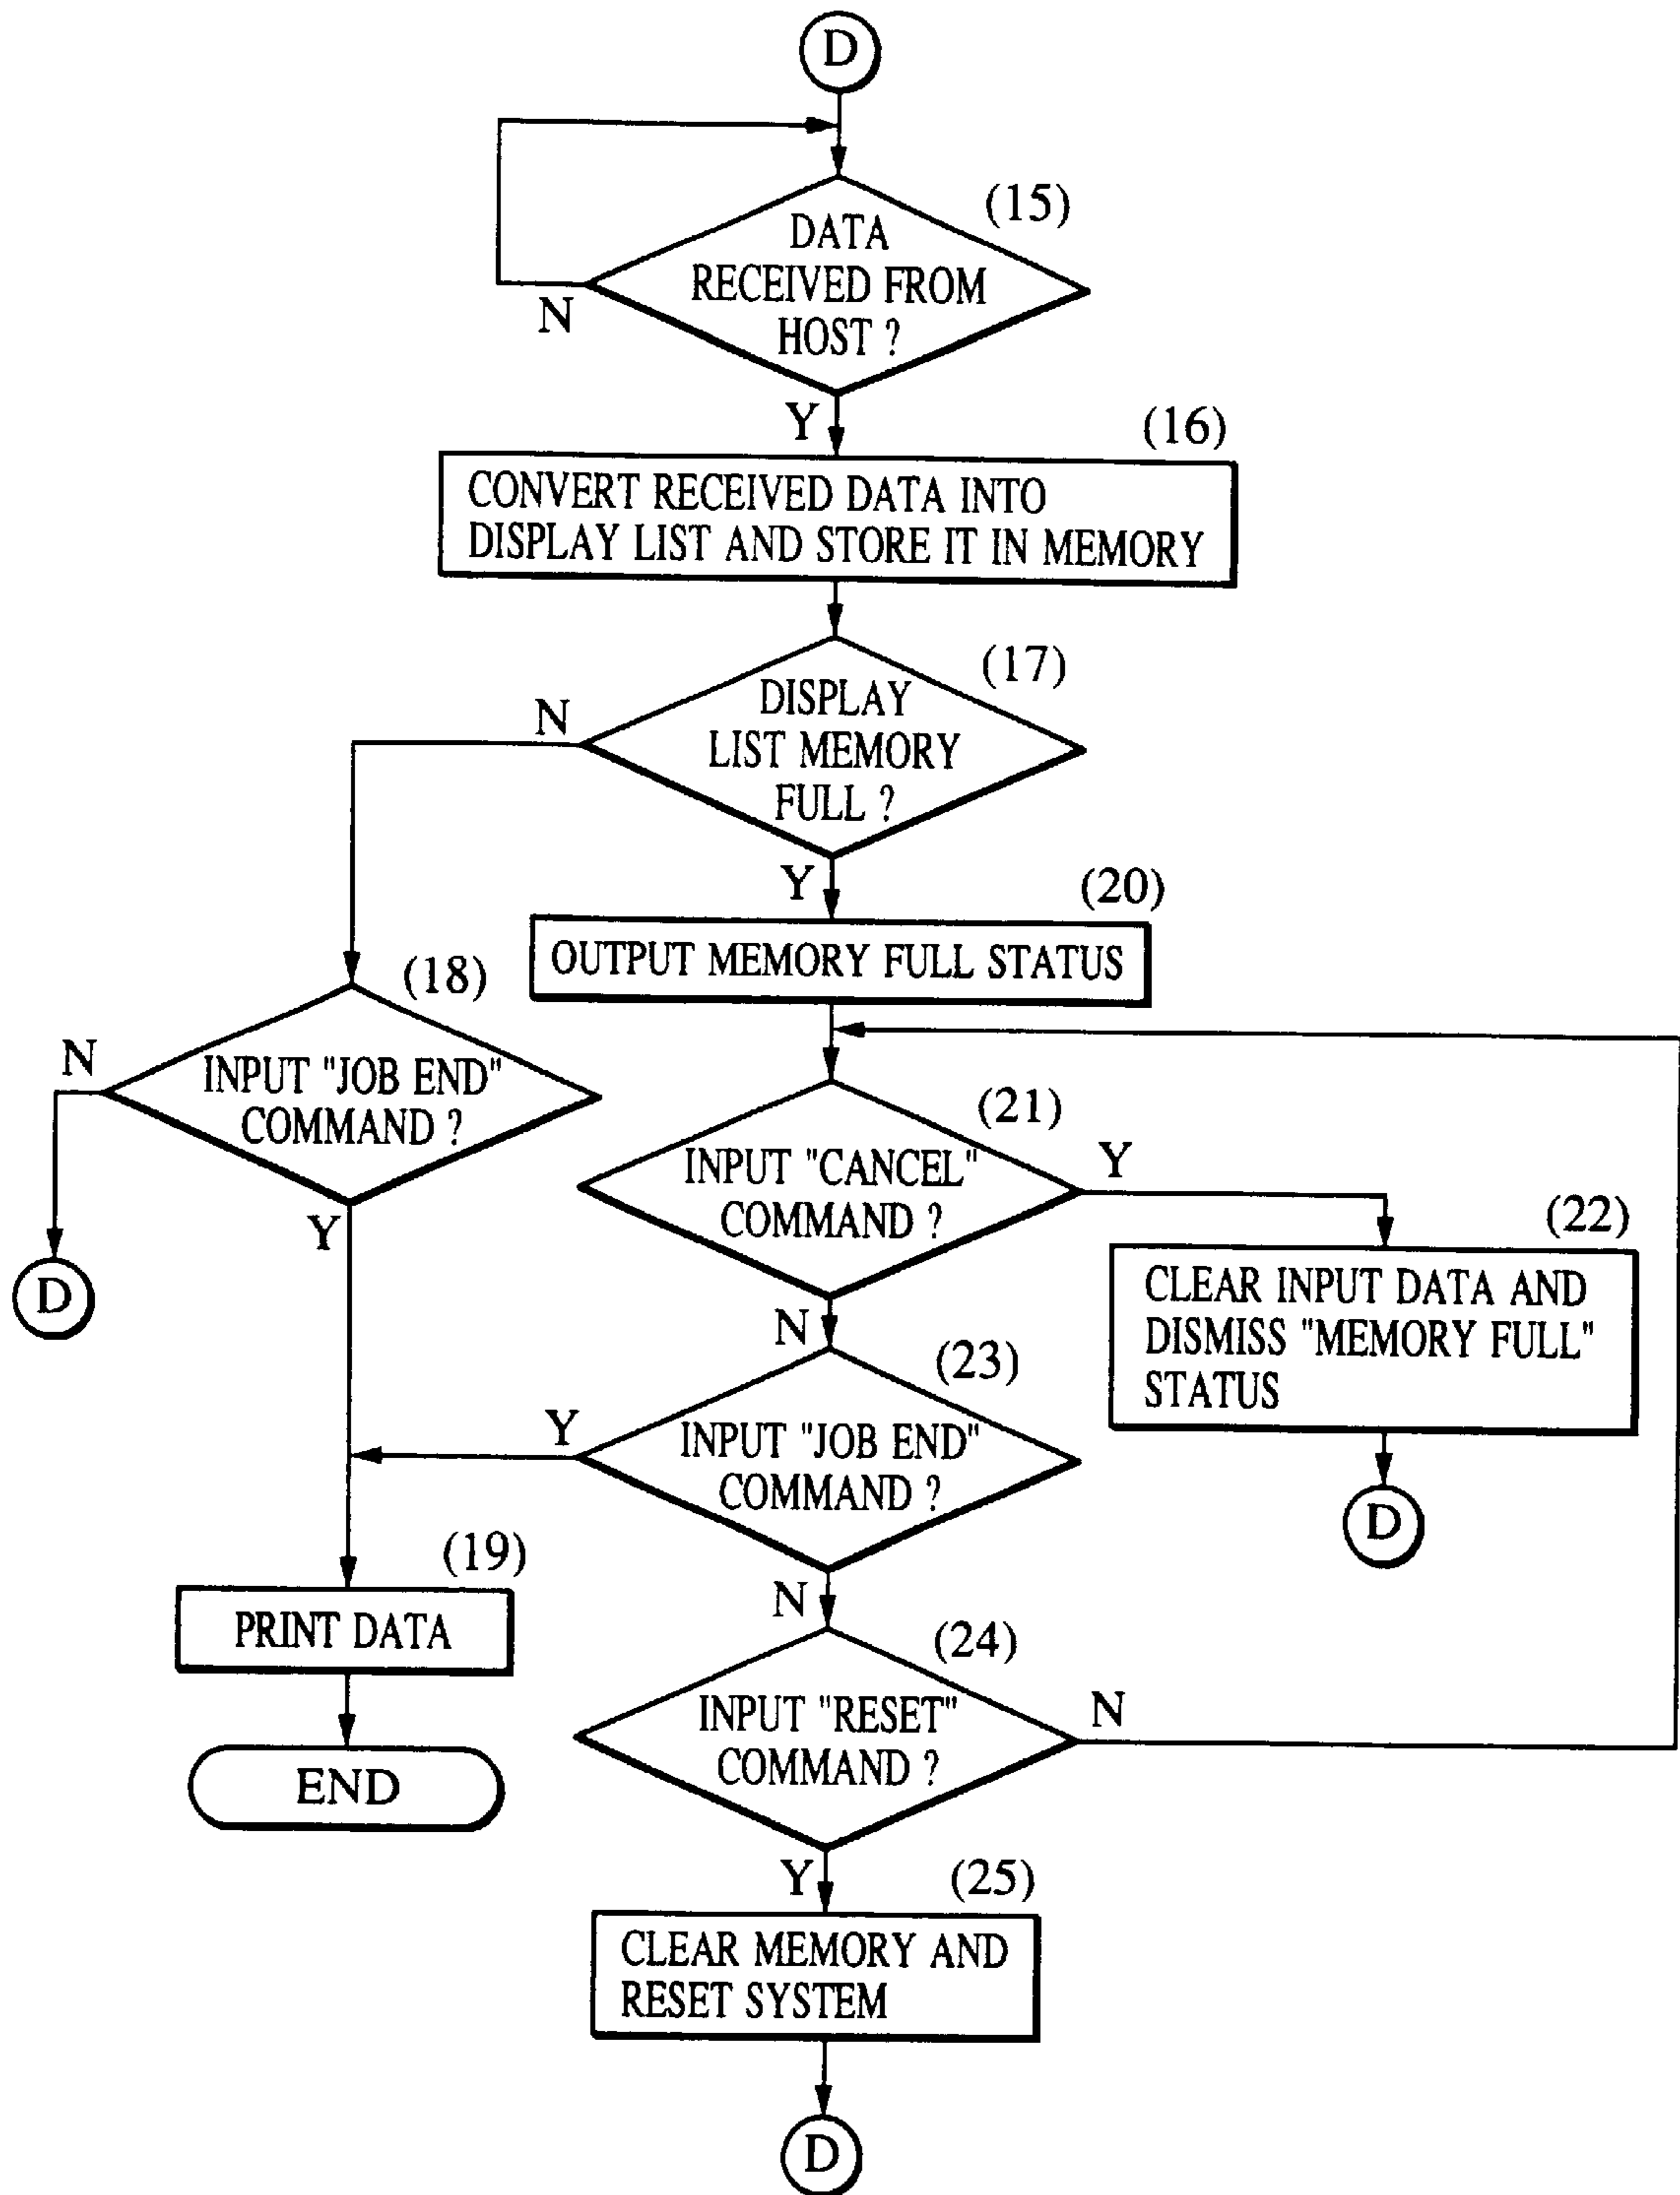 D
(15)
DATA
RECEIVED FROM
HOST ?
N
Y
(16)
CONVERT RECEIVED DATA INTO
DISPLAY LIST AND STORE IT IN MEMORY
(17)
DISPLAY
LIST MEMORY
FULL ?
N
Y
(20)
OUTPUT MEMORY FULL STATUS
(18)
INPUT "JOB END"
COMMAND ?
N
Y
D
(21)
INPUT "CANCEL"
COMMAND ?
Y
N
(22)
CLEAR INPUT DATA AND
DISMISS "MEMORY FULL"
STATUS
D
(23)
INPUT "JOB END"
COMMAND ?
Y
N
(19)
PRINT DATA
END
(24)
INPUT "RESET"
COMMAND ?
N
Y
(25)
CLEAR MEMORY AND
RESET SYSTEM
D